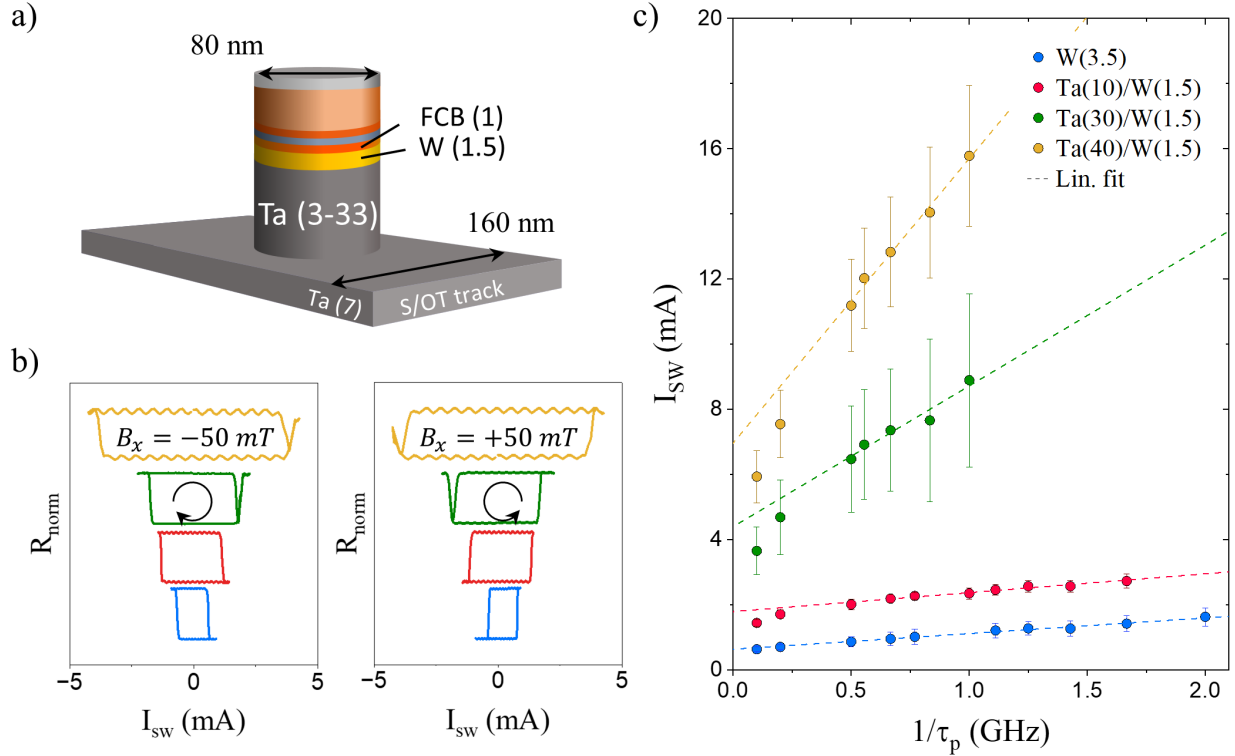 a)
80 nm
FCB (1)
W (1.5)
Ta (3-33)
160 nm
Ta (7)
S/OT track
b)
B_x = −50 mT
B_x = +50 mT
R_norm
R_norm
−5 0 5
−5 0 5
I_sw (mA)
I_sw (mA)
c)
20
16
12
8
4
0
I_SW (mA)
W(3.5)
Ta(10)/W(1.5)
Ta(30)/W(1.5)
Ta(40)/W(1.5)
Lin. fit
0.0 0.5 1.0 1.5 2.0
1/τ_p (GHz)